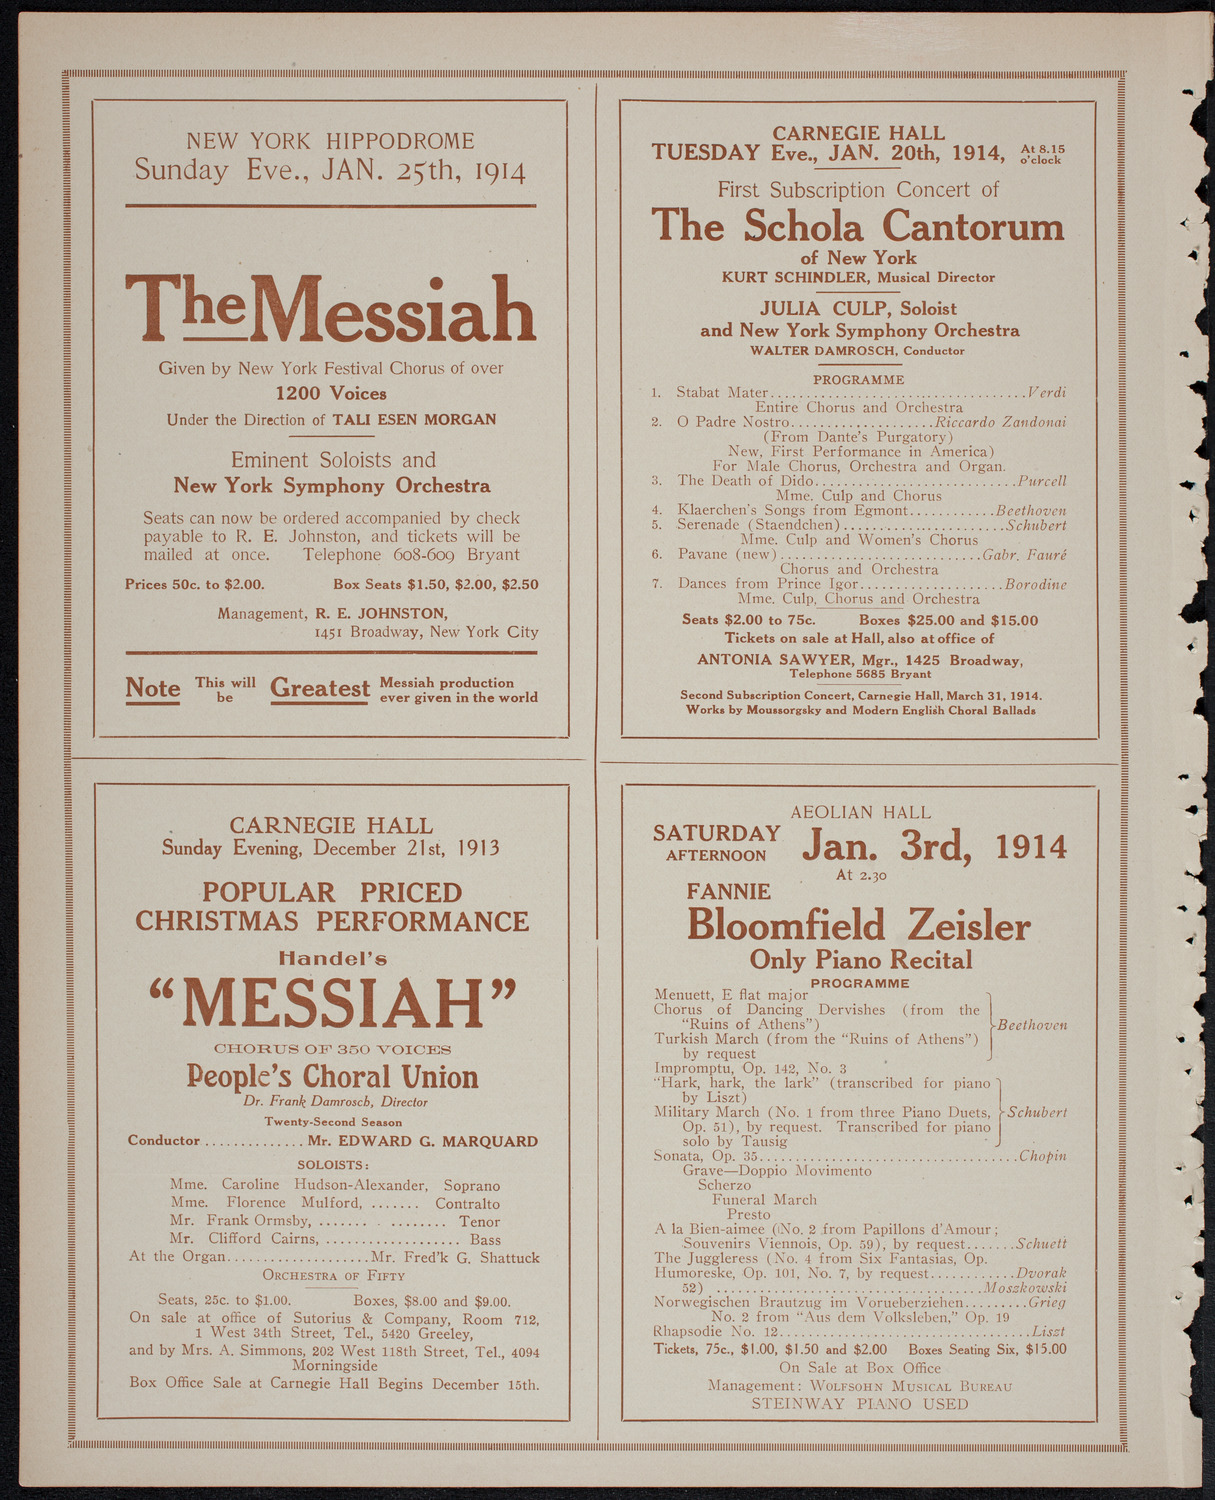 NEW YORK HIPPODROME
Sunday Eve., JAN. 25th, 1914
The Messiah
Given by New York Festival Chorus of over
1200 Voices
Under the Direction of TALI ESEN MORGAN
Eminent Soloists and
New York Symphony Orchestra
Seats can now be ordered accompanied by check
payable to R. E. Johnston, and tickets will be
mailed at once. Telephone 608-609 Bryant
Prices 50c. to $2.00. Box Seats $1.50, $2.00, $2.50
Management, R. E. JOHNSTON,
1451 Broadway, New York City
Note This will be Greatest Messiah production
ever given in the world
CARNEGIE HALL
TUESDAY Eve., JAN. 20th, 1914, At 8.15 o'clock
First Subscription Concert of
The Schola Cantorum
of New York
KURT SCHINDLER, Musical Director
JULIA CULP, Soloist
and New York Symphony Orchestra
WALTER DAMROSCH, Conductor
PROGRAMME
1. Stabat Mater....................................Verdi
Entire Chorus and Orchestra
2. O Padre Nostro....................Riccardo Zandonai
(From Dante's Purgatory)
New, First Performance in America)
For Male Chorus, Orchestra and Organ.
3. The Death of Dido............................Purcell
Mme. Culp and Chorus
4. Klaerchen's Songs from Egmont............Beethoven
5. Serenade (Staendchen).......................Schubert
Mme. Culp and Women's Chorus
6. Pavane (new)............................Gabr. Fauré
Chorus and Orchestra
7. Dances from Prince Igor....................Borodine
Mme. Culp, Chorus and Orchestra
Seats $2.00 to 75c. Boxes $25.00 and $15.00
Tickets on sale at Hall, also at office of
ANTONIA SAWYER, Mgr., 1425 Broadway,
Telephone 5685 Bryant
Second Subscription Concert, Carnegie Hall, March 31, 1914.
Works by Moussorgsky and Modern English Choral Ballads
CARNEGIE HALL
Sunday Evening, December 21st, 1913
POPULAR PRICED
CHRISTMAS PERFORMANCE
Handel's
"MESSIAH"
CHORUS OF 350 VOICES
People's Choral Union
Dr. Frank Damrosch, Director
Twenty-Second Season
Conductor..............Mr. EDWARD G. MARQUARD
SOLOISTS:
Mme. Caroline Hudson-Alexander, Soprano
Mme. Florence Mulford, ....... Contralto
Mr. Frank Ormsby, ....... . ........ Tenor
Mr. Clifford Cairns, ................... Bass
At the Organ....................Mr. Fred'k G. Shattuck
ORCHESTRA OF FIFTY
Seats, 25c. to $1.00. Boxes, $8.00 and $9.00.
On sale at office of Sutorius & Company, Room 712,
1 West 34th Street, Tel., 5420 Greeley,
and by Mrs. A. Simmons, 202 West 118th Street, Tel., 4094
Morningside
Box Office Sale at Carnegie Hall Begins December 15th.
AEOLIAN HALL
SATURDAY AFTERNOON Jan. 3rd, 1914
At 2.30
FANNIE
Bloomfield Zeisler
Only Piano Recital
PROGRAMME
Menuett, E flat major
Chorus of Dancing Dervishes (from the
"Ruins of Athens")
Beethoven
Turkish March (from the "Ruins of Athens")
by request
Impromptu, Op. 142, No. 3
"Hark, hark, the lark" (transcribed for piano
by Liszt)
Military March (No. 1 from three Piano Duets, Schubert
Op. 51), by request. Transcribed for piano
solo by Tausig
Sonata, Op. 35...................................Chopin
Grave—Doppio Movimento
Scherzo
Funeral March
Presto
A la Bien-aimee (No. 2 from Papillons d'Amour;
Souvenirs Viennois, Op. 59), by request.......Schuett
The Juggleress (No. 4 from Six Fantasias, Op.
Humoreske, Op. 101, No. 7, by request............Dvorak
52) .....................................Moszkowski
Norwegischen Brautzug im Vorueberziehen.........Grieg
No. 2 from "Aus dem Volksleben," Op. 19
Rhapsodie No. 12...................................Liszt
Tickets, 75c., $1.00, $1.50 and $2.00 Boxes Seating Six, $15.00
On Sale at Box Office
Management: WOLFSOHN MUSICAL BUREAU
STEINWAY PIANO USED